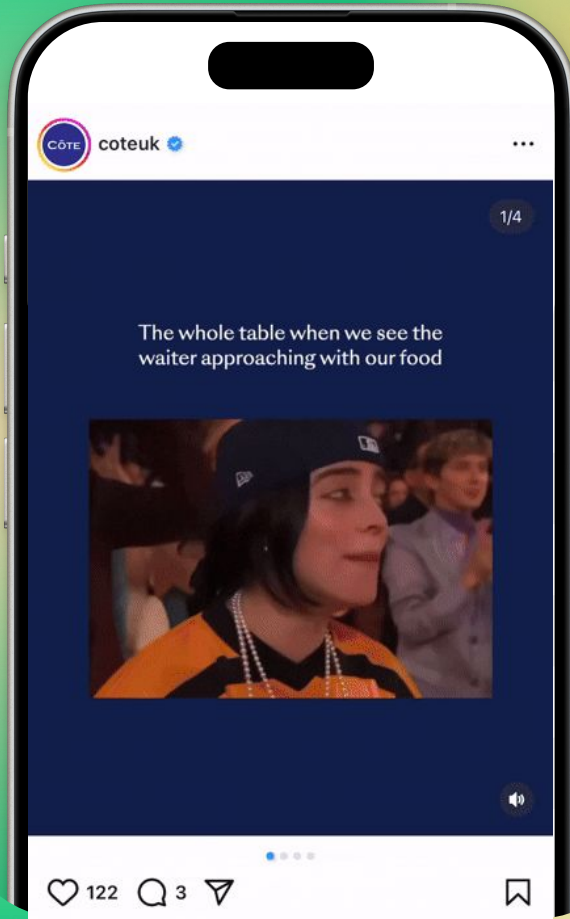 CÔTE
coteuk
1/4
The whole table when we see the
waiter approaching with our food
122
3